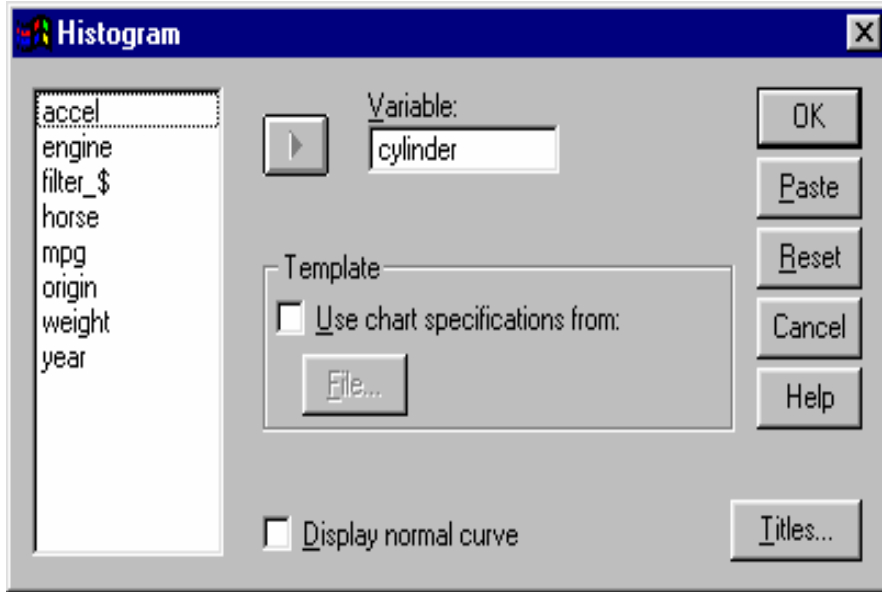 Histogram
accel
engine
filter_$
horse
mpg
origin
weight
year
Variable:
cylinder
Template
Use chart specifications from:
File...
Display normal curve
OK
Paste
Reset
Cancel
Help
Titles...